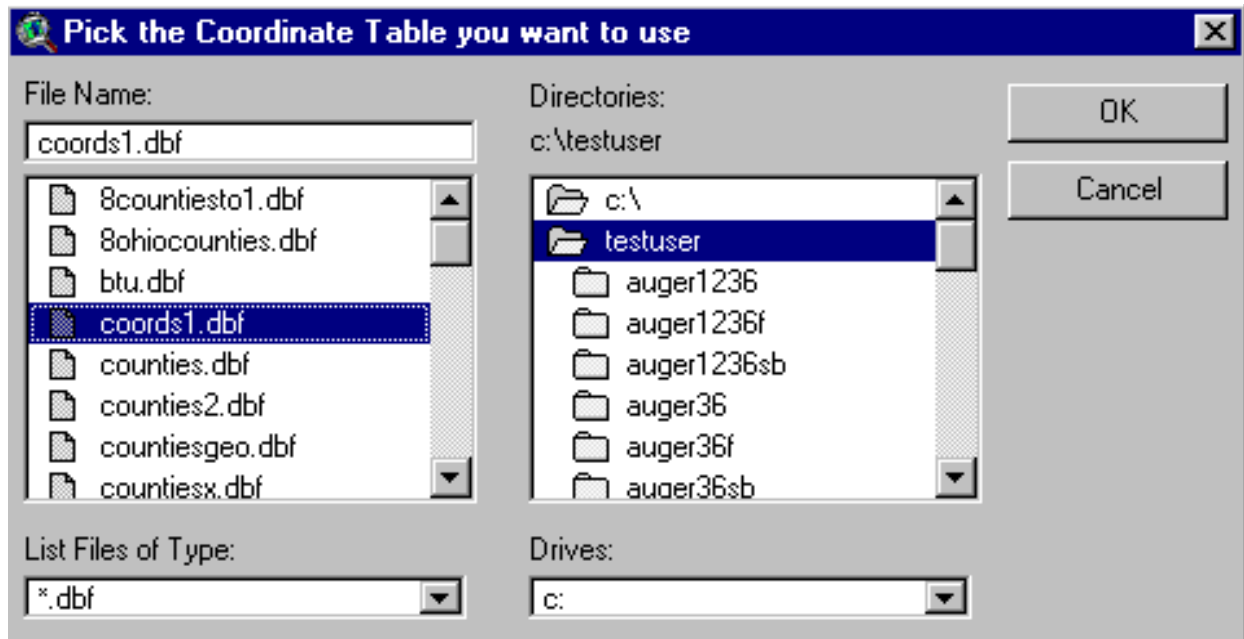 Pick the Coordinate Table you want to use
File Name:
coords1.dbf
8countiesto1.dbf
8ohiocounties.dbf
btu.dbf
coords1.dbf
counties.dbf
counties2.dbf
countiesgeo.dbf
countiesx.dbf
List Files of Type:
*.dbf
Directories:
c:\testuser
c:\
testuser
auger1236
auger1236f
auger1236sb
auger36
auger36f
auger36sb
Drives:
c:
OK
Cancel